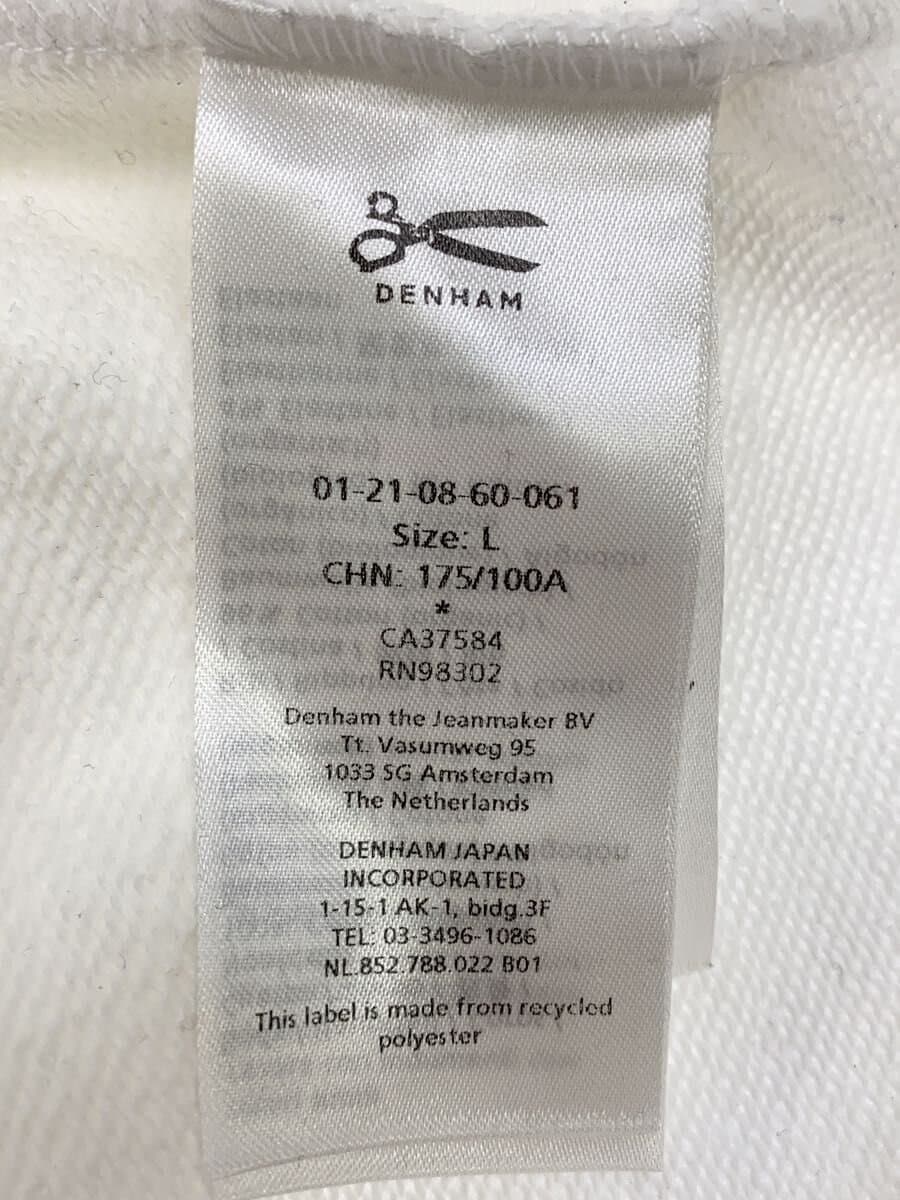 DENHAM
01-21-08-60-061
Size: L
CHN: 175/100A
*
CA37584
RN98302
Denham the Jeanmaker BV
Tt. Vasumweg 95
1033 SG Amsterdam
The Netherlands
DENHAM JAPAN
INCORPORATED
1-15-1 AK-1, bidg.3F
TEL: 03-3496-1086
NL.852.788.022 B01
This label is made from recycled
polyester